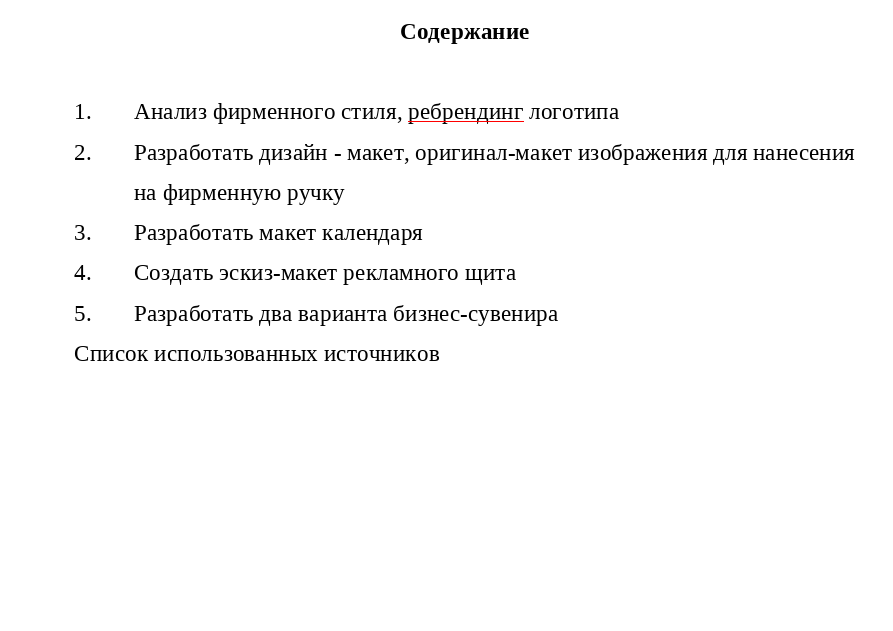 Содержание
1. Анализ фирменного стиля, ребрендинг логотипа
2. Разработать дизайн - макет, оригинал-макет изображения для нанесения
на фирменную ручку
3. Разработать макет календаря
4. Создать эскиз-макет рекламного щита
5. Разработать два варианта бизнес-сувенира
Список использованных источников